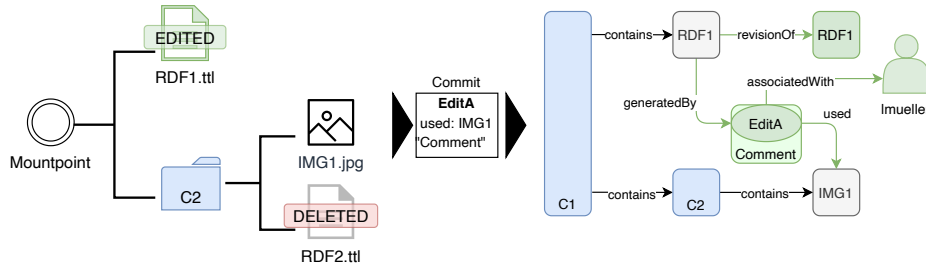 EDITED
RDF1.ttl
Mountpoint
C2
IMG1.jpg
DELETED
RDF2.ttl
Commit
EditA
used: IMG1
"Comment"
C1
contains
RDF1
revisionOf
RDF1
generatedBy
associatedWith
Imuelle
EditA
Comment
used
contains
C2
contains
IMG1